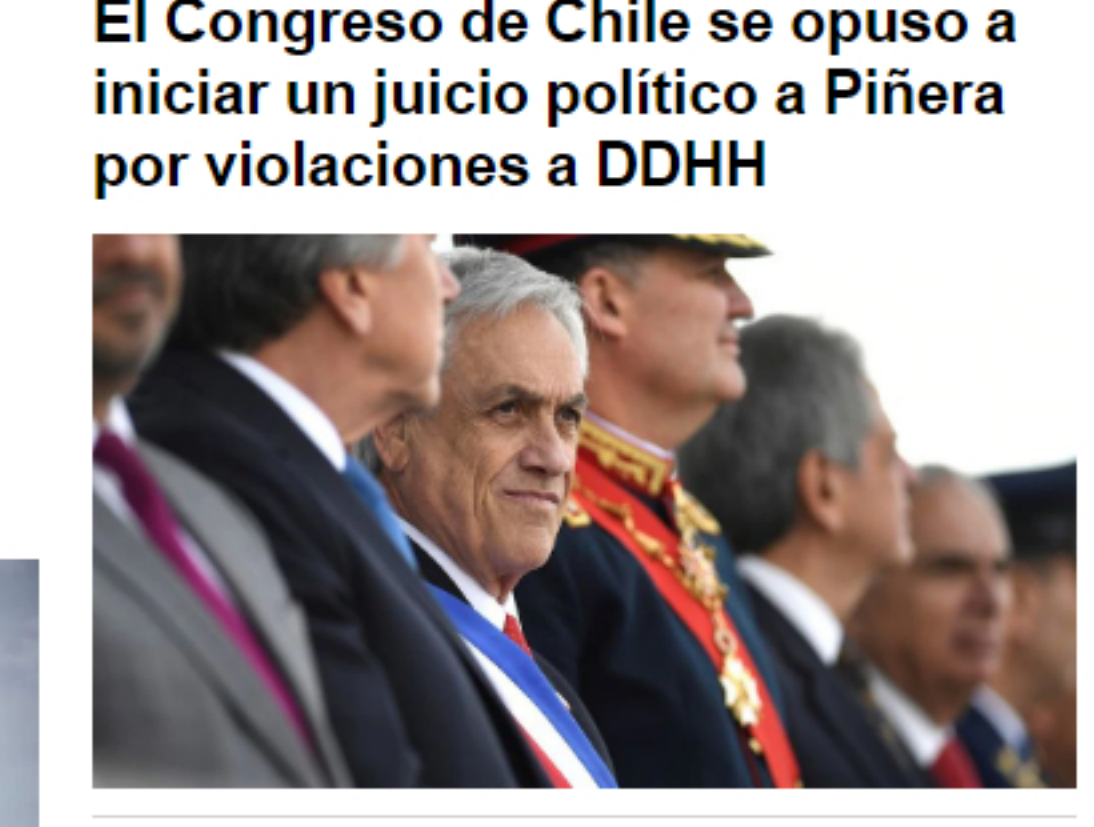 El Congreso de Chile se opuso a
iniciar un juicio político a Piñera
por violaciones a DDHH